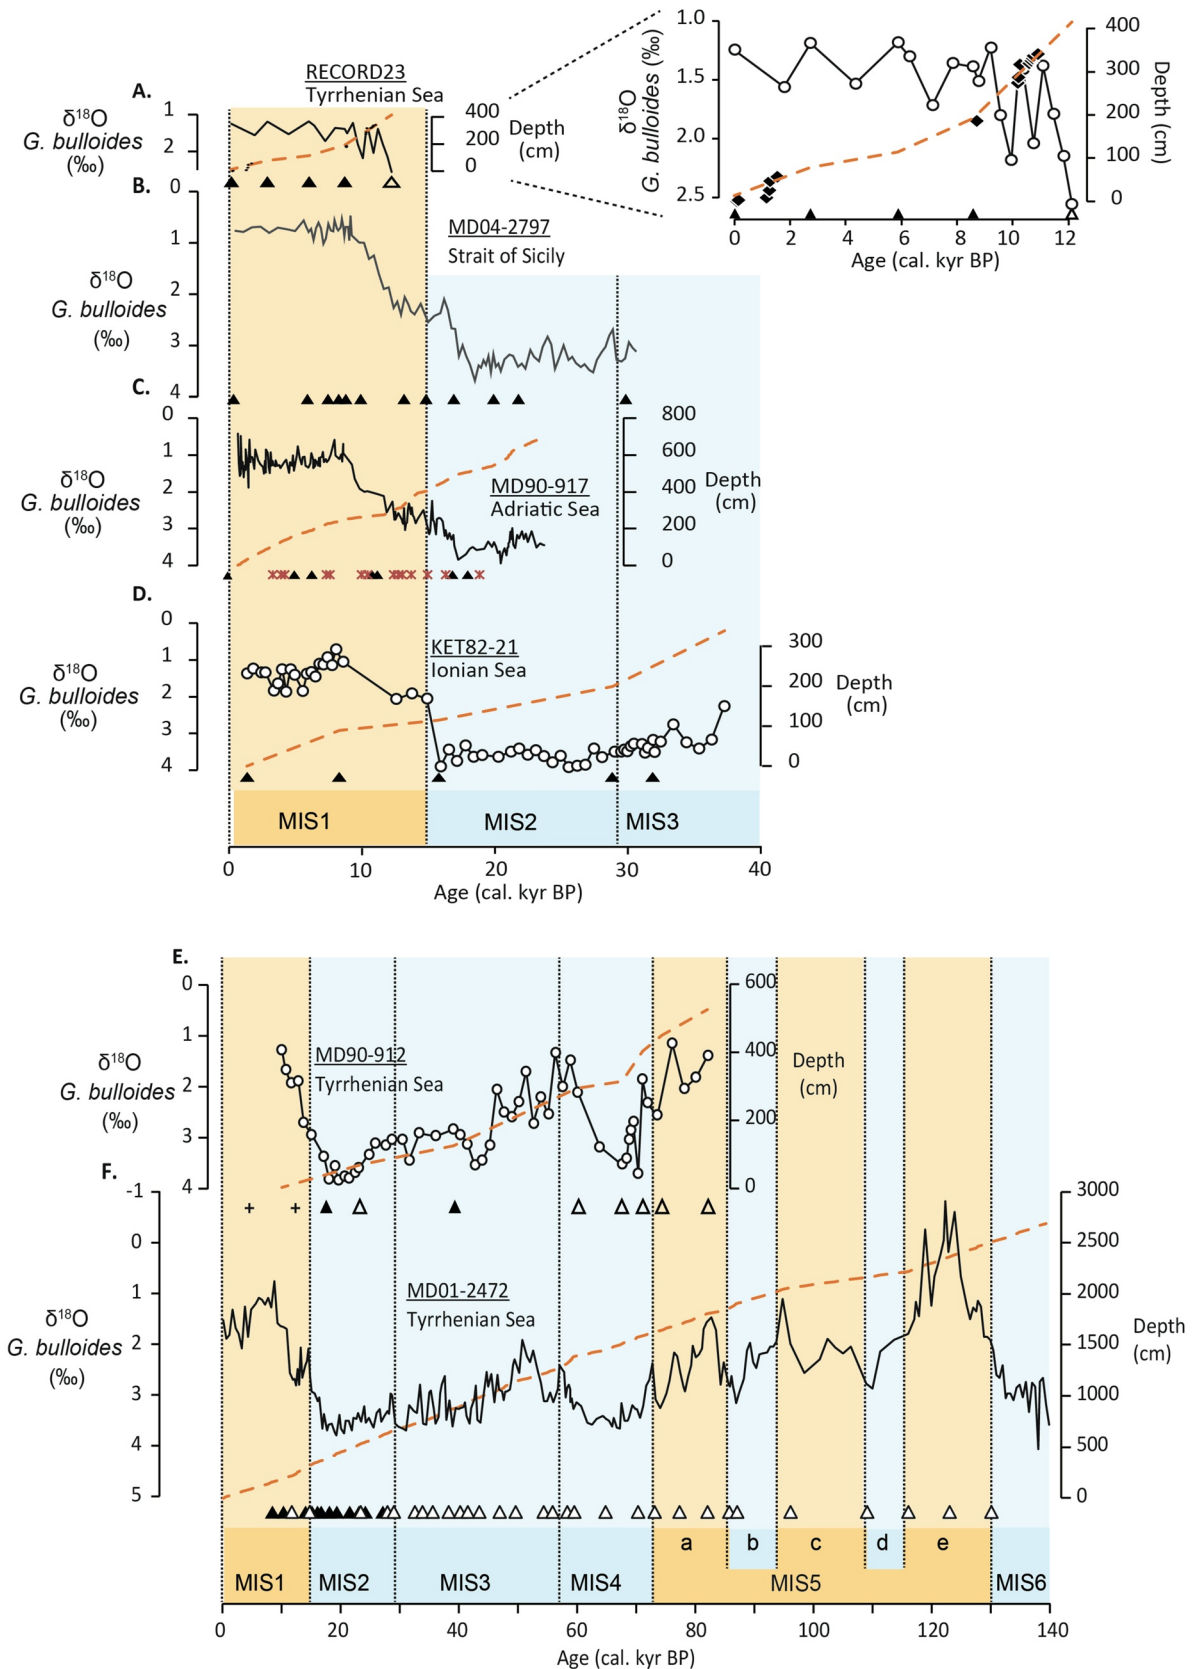 A.
RECORD23
Tyrrhenian Sea
δ18O
G. bulloides
(‰)
1
2
400
200
0
Depth
(cm)
δ18O
G. bulloides (‰)
1.0
1.5
2.0
2.5
400
300
200
100
0
Depth (cm)
0 2 4 6 8 10 12
Age (cal. kyr BP)
B.
MD04-2797
Strait of Sicily
δ18O
G. bulloides
(‰)
0
1
2
3
4
C.
δ18O
G. bulloides
(‰)
0
1
2
3
4
MD90-917
Adriatic Sea
800
600
400
200
0
Depth
(cm)
D.
δ18O
G. bulloides
(‰)
0
1
2
3
4
KET82-21
Ionian Sea
300
200
100
0
Depth
(cm)
MIS1 MIS2 MIS3
0 10 20 30 40
Age (cal. kyr BP)
E.
δ18O
G. bulloides
(‰)
0
1
2
3
4
MD90-912
Tyrrhenian Sea
600
400
200
0
Depth
(cm)
F.
δ18O
G. bulloides
(‰)
-1
0
1
2
3
4
5
MD01-2472
Tyrrhenian Sea
3000
2500
2000
1500
1000
500
0
Depth
(cm)
a b c d e
MIS1 MIS2 MIS3 MIS4 MIS5 MIS6
0 20 40 60 80 100 120 140
Age (cal. kyr BP)